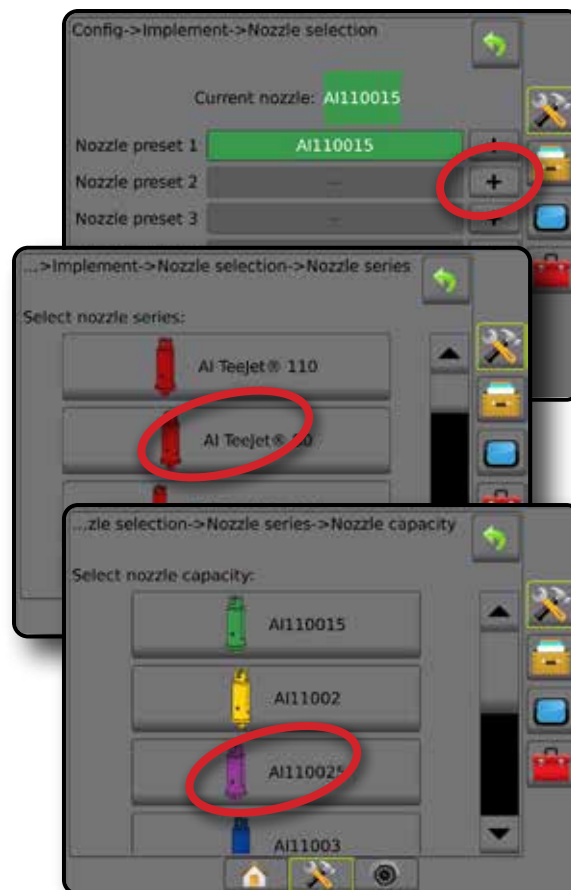 Config->Implement->Nozzle selection
Current nozzle: AI110015
Nozzle preset 1 AI110015 +
Nozzle preset 2 -- +
Nozzle preset 3 -- +
...>Implement->Nozzle selection->Nozzle series
Select nozzle series:
AI TeeJet® 110
AI TeeJet®
...zle selection->Nozzle series->Nozzle capacity
Select nozzle capacity:
AI110015
AI11002
AI110025
AI11003